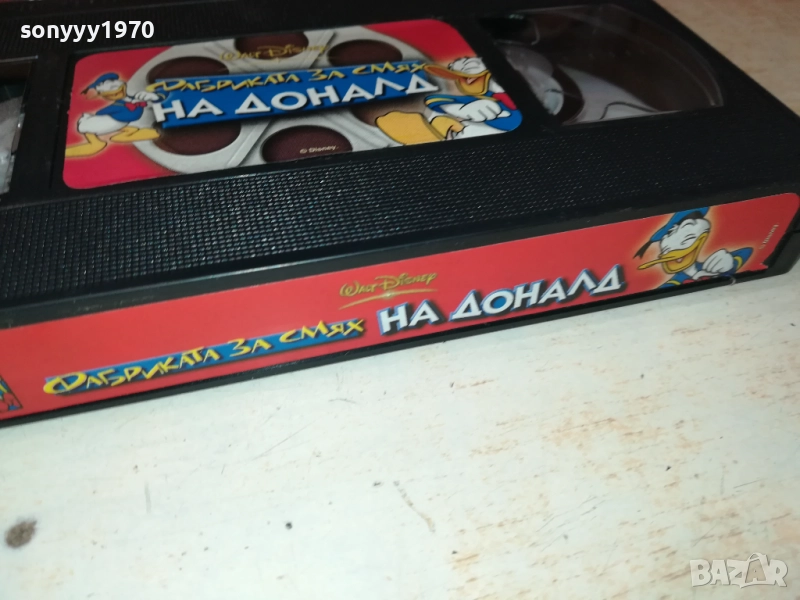 sonyyy1970
WALT DISNEY
ФАБРИКАТА ЗА СМЯХ
НА ДОНАЛД
© Disney.
WALT DISNEY
ФАБРИКАТА ЗА СМЯХ НА ДОНАЛД
BAZAR